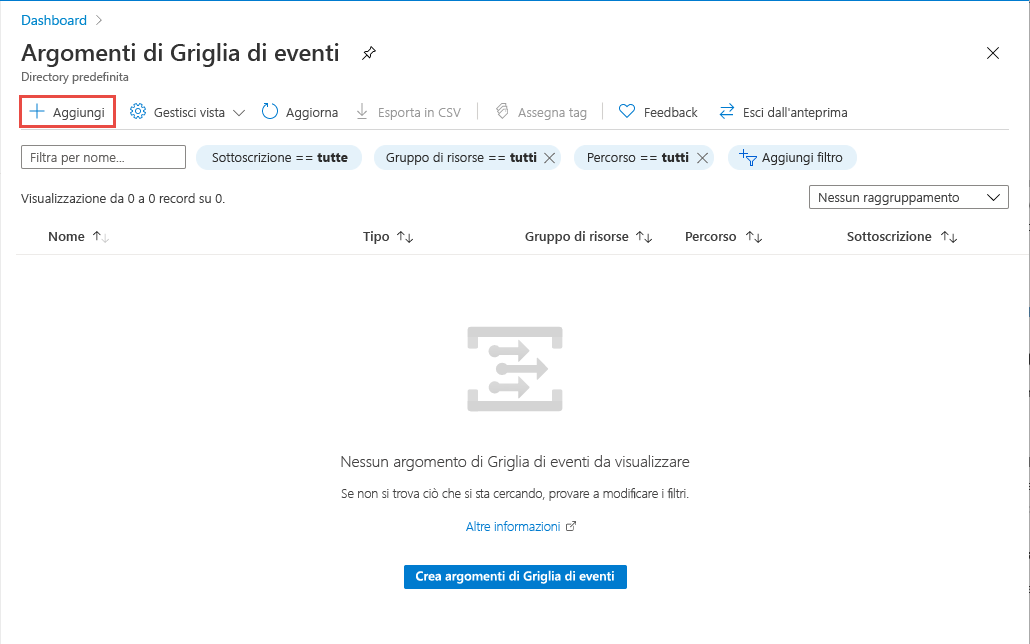 Dashboard
Argomenti di Griglia di eventi
Directory predefinita
Aggiungi Gestisci vista Aggiorna Esporta in CSV Assegna tag Feedback Esci dall'anteprima
Filtra per nome... Sottoscrizione == tutte Gruppo di risorse == tutti Percorso == tutti Aggiungi filtro
Visualizzazione da 0 a 0 record su 0. Nessun raggruppamento
Nome Tipo Gruppo di risorse Percorso Sottoscrizione
Nessun argomento di Griglia di eventi da visualizzare
Se non si trova ciò che si sta cercando, provare a modificare i filtri.
Altre informazioni
Crea argomenti di Griglia di eventi